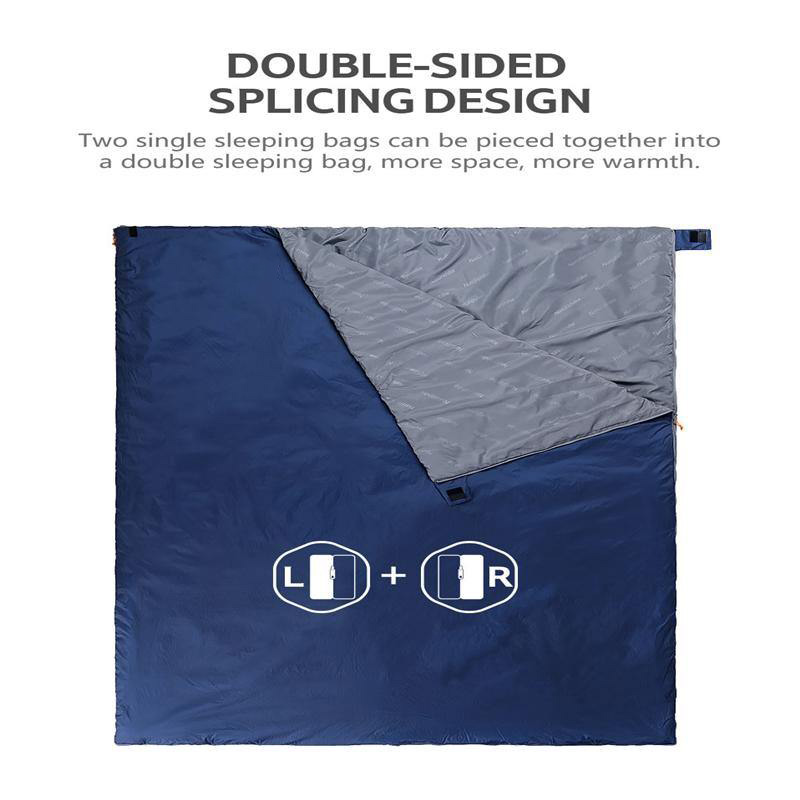 DOUBLE-SIDED
SPLICING DESIGN
Two single sleeping bags can be pieced together into
a double sleeping bag, more space, more warmth.
L + R